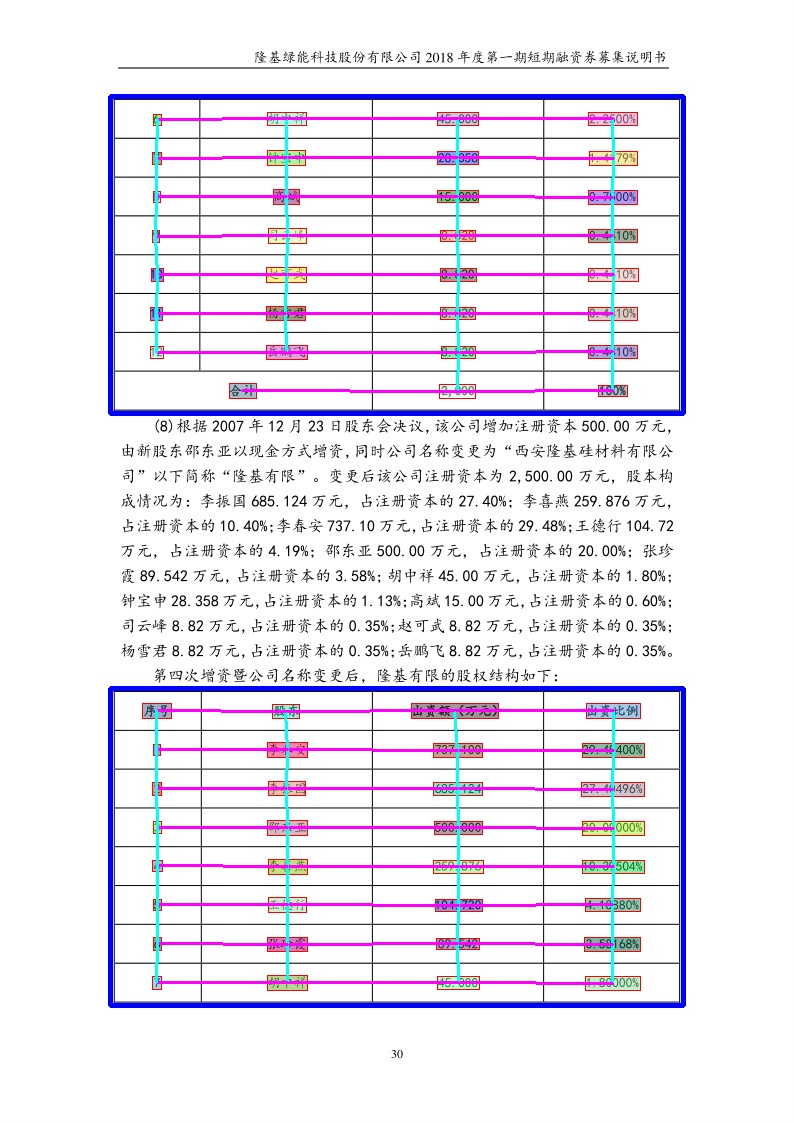 隆基绿能科技股份有限公司 2018 年度第一期短期融资券募集说明书
6 胡中祥 45.000 2.2500%
7 钟宝申 28.358 1.4179%
8 高斌 15.000 0.7500%
9 司云峰 8.820 0.4410%
10 赵可武 8.820 0.4410%
11 杨雪君 8.820 0.4410%
12 岳鹏飞 8.820 0.4410%
合计 2,000 100%
(8)根据 2007 年 12 月 23 日股东会决议,该公司增加注册资本 500.00 万元,
由新股东邵东亚以现金方式增资,同时公司名称变更为“西安隆基硅材料有限公
司”以下简称“隆基有限”。变更后该公司注册资本为 2,500.00 万元，股本构
成情况为：李振国 685.124 万元，占注册资本的 27.40%；李喜燕 259.876 万元,
占注册资本的 10.40%;李春安 737.10 万元,占注册资本的 29.48%;王德行 104.72
万元，占注册资本的 4.19%；邵东亚 500.00 万元，占注册资本的 20.00%；张珍
霞 89.542 万元,占注册资本的 3.58%;胡中祥 45.00 万元,占注册资本的 1.80%;
钟宝申 28.358 万元,占注册资本的 1.13%;高斌 15.00 万元,占注册资本的 0.60%;
司云峰 8.82 万元,占注册资本的 0.35%;赵可武 8.82 万元,占注册资本的 0.35%;
杨雪君 8.82 万元,占注册资本的 0.35%;岳鹏飞 8.82 万元,占注册资本的 0.35%。
第四次增资暨公司名称变更后，隆基有限的股权结构如下：
序号 股东 出资额(万元) 出资比例
1 李春安 737.100 29.48400%
2 李振国 685.124 27.40496%
3 邵东亚 500.000 20.00000%
4 李喜燕 259.876 10.39504%
5 王德行 104.720 4.18880%
6 张珍霞 89.542 3.58168%
7 胡中祥 45.000 1.80000%
30